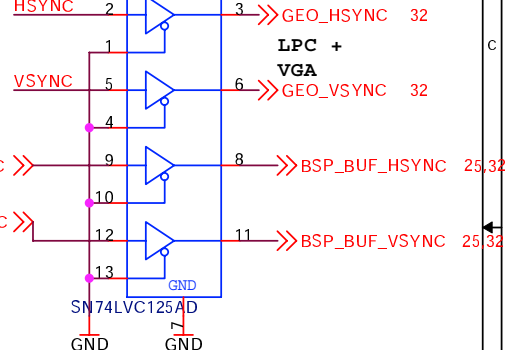 HSYNC 2 3 GEO_HSYNC 32
1 LPC + C
VGA
VSYNC 5 6 GEO_VSYNC 32
4
C 9 8 BSP_BUF_HSYNC 25,32
10
C 12 11 BSP_BUF_VSYNC 25,32
13
GND
SN74LVC125AD
7
GND GND